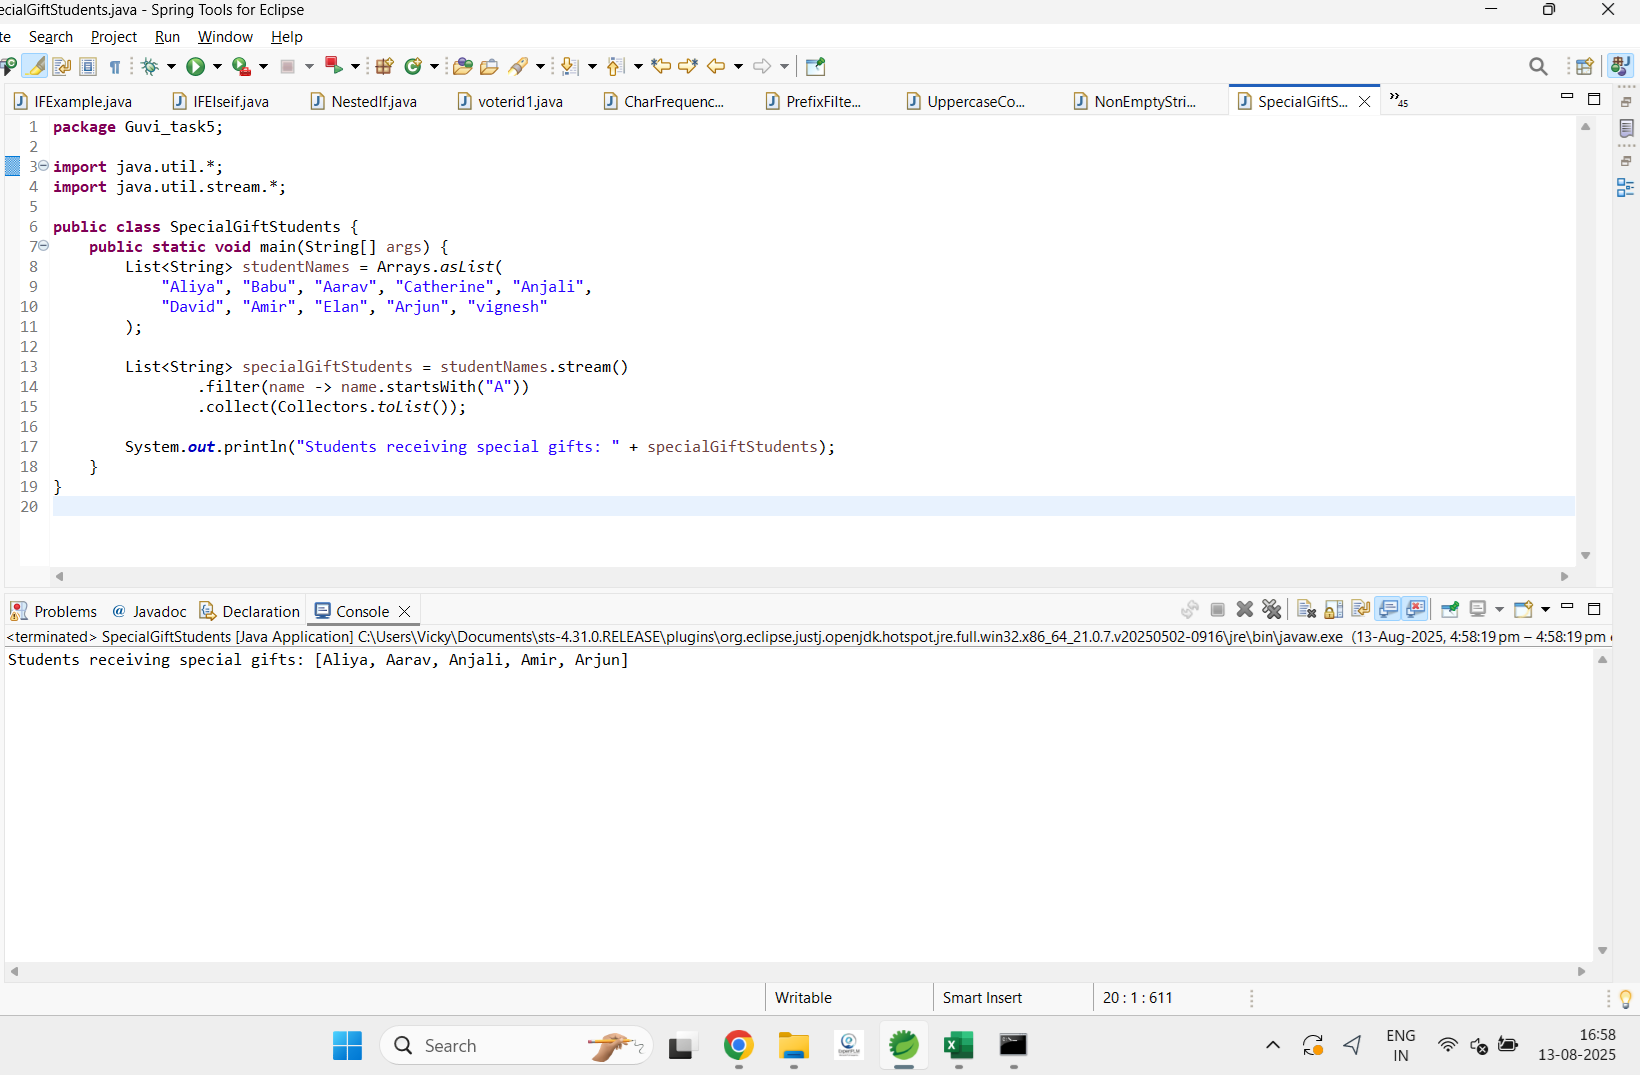 ecialGiftStudents.java - Spring Tools for Eclipse
te Search Project Run Window Help
IFExample.java IFElseif.java NestedIf.java voterid1.java CharFrequenc... PrefixFilte... UppercaseCo... NonEmptyStri... SpecialGiftS... »45
1 package Guvi_task5;
2
3 import java.util.*;
4 import java.util.stream.*;
5
6 public class SpecialGiftStudents {
7     public static void main(String[] args) {
8         List<String> studentNames = Arrays.asList(
9             "Aliya", "Babu", "Aarav", "Catherine", "Anjali",
10             "David", "Amir", "Elan", "Arjun", "vignesh"
11         );
12
13         List<String> specialGiftStudents = studentNames.stream()
14                 .filter(name -> name.startsWith("A"))
15                 .collect(Collectors.toList());
16
17         System.out.println("Students receiving special gifts: " + specialGiftStudents);
18     }
19 }
20
Problems @ Javadoc Declaration Console
<terminated> SpecialGiftStudents [Java Application] C:\Users\Vicky\Documents\sts-4.31.0.RELEASE\plugins\org.eclipse.justj.openjdk.hotspot.jre.full.win32.x86_64_21.0.7.v20250502-0916\jre\bin\javaw.exe (13-Aug-2025, 4:58:19 pm – 4:58:19 pm
Students receiving special gifts: [Aliya, Aarav, Anjali, Amir, Arjun]
Writable Smart Insert 20 : 1 : 611
Search
ENG
IN
16:58
13-08-2025